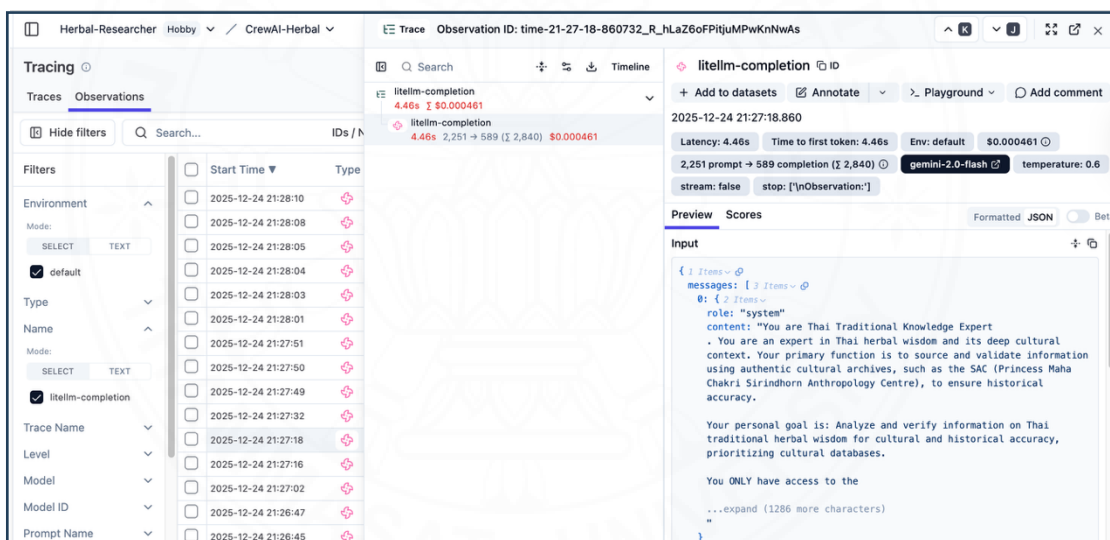 Herbal-Researcher Hobby / CrewAI-Herbal
Trace Observation ID: time-21-27-18-860732_R_hLaZ6oFPitjuMPwKnNwAs
K J
Tracing
Traces Observations
Hide filters Search... IDs / N
Filters
Environment
Mode:
SELECT TEXT
default
Type
Name
Mode:
SELECT TEXT
litellm-completion
Trace Name
Level
Model
Model ID
Prompt Name
Start Time ▼ Type
2025-12-24 21:28:10
2025-12-24 21:28:08
2025-12-24 21:28:05
2025-12-24 21:28:04
2025-12-24 21:28:03
2025-12-24 21:28:01
2025-12-24 21:27:51
2025-12-24 21:27:50
2025-12-24 21:27:49
2025-12-24 21:27:32
2025-12-24 21:27:18
2025-12-24 21:27:16
2025-12-24 21:27:02
2025-12-24 21:26:47
2025-12-24 21:26:45
Search Timeline
litellm-completion
4.46s Σ $0.000461
litellm-completion
4.46s 2,251 → 589 (Σ 2,840) $0.000461
litellm-completion ID
+ Add to datasets Annotate Playground Add comment
2025-12-24 21:27:18.860
Latency: 4.46s Time to first token: 4.46s Env: default $0.000461
2,251 prompt → 589 completion (Σ 2,840) gemini-2.0-flash temperature: 0.6
stream: false stop: ['\nObservation:']
Preview Scores Formatted JSON Bet
Input
{ 1 Items
messages: [ 3 Items
0: { 2 Items
role: "system"
content: "You are Thai Traditional Knowledge Expert
. You are an expert in Thai herbal wisdom and its deep cultural
context. Your primary function is to source and validate information
using authentic cultural archives, such as the SAC (Princess Maha
Chakri Sirindhorn Anthropology Centre), to ensure historical
accuracy.
Your personal goal is: Analyze and verify information on Thai
traditional herbal wisdom for cultural and historical accuracy,
prioritizing cultural databases.
You ONLY have access to the
...expand (1286 more characters)
"
}